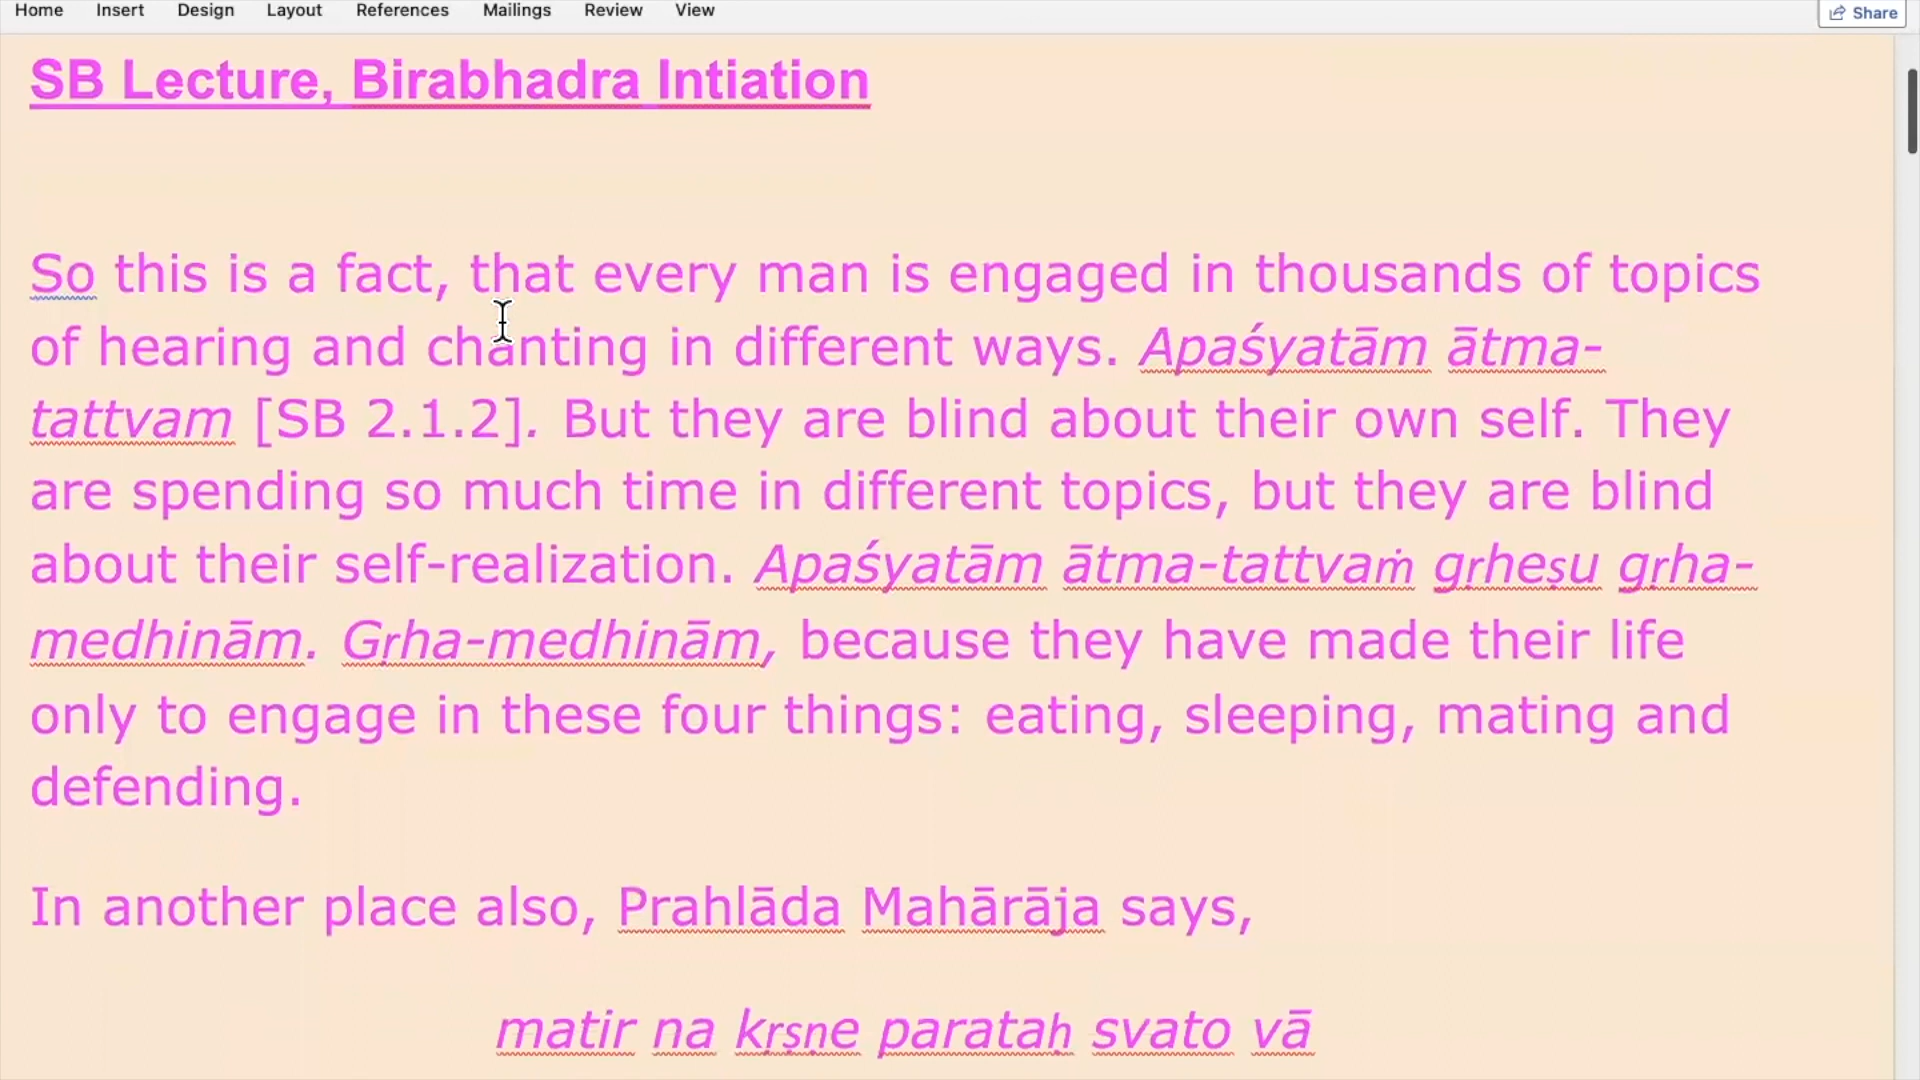 Home Insert Design Layout References Mailings Review View Share
SB Lecture, Birabhadra Intiation
So this is a fact, that every man is engaged in thousands of topics
of hearing and chanting in different ways. Apaśyatām ātma-
tattvam [SB 2.1.2]. But they are blind about their own self. They
are spending so much time in different topics, but they are blind
about their self-realization. Apaśyatām ātma-tattvaṁ gṛheṣu gṛha-
medhinām. Gṛha-medhinām, because they have made their life
only to engage in these four things: eating, sleeping, mating and
defending.
In another place also, Prahlāda Mahārāja says,
matir na kṛṣṇe parataḥ svato vā